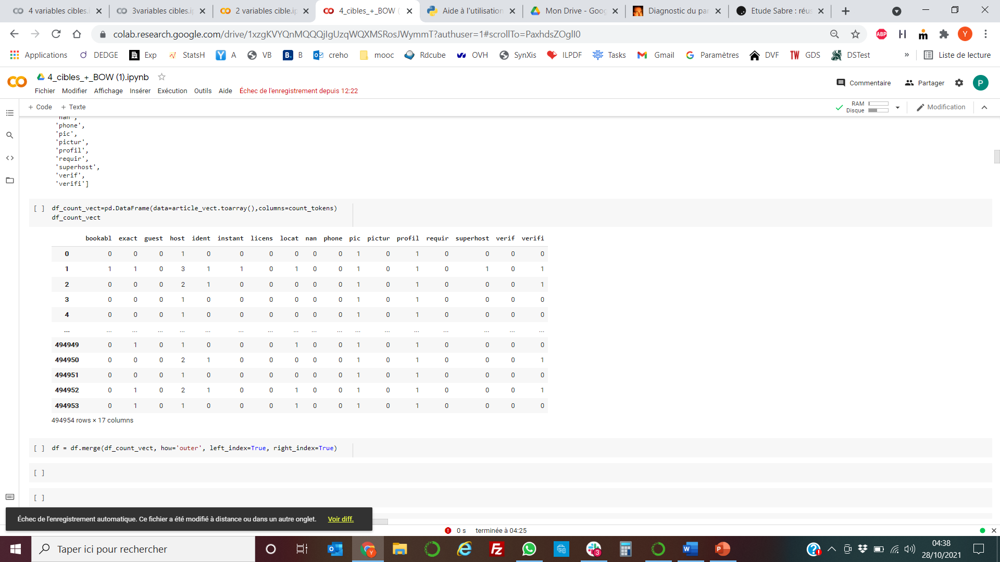 4 variables cibles.i
3variables cibles.i
2 variables cible.ip
4_cibles_+_BOW (
Aide à l'utilisation
Mon Drive - Goog
Diagnostic du par
Etude Sabre : réus
colab.research.google.com/drive/1xzgKVYQnMQQQjIgUzqWQXMSRosJWymmT?authuser=1#scrollTo=PaxhdsZOglI0
ABP
Y
Applications
DEDGE
Exp
StatsH
A
VB
B
creho
mooc
Rdcube
OVH
SynXis
ILPDF
Tasks
Gmail
Paramètres
DVF
TW GDS
DSTest
»
Liste de lecture
4_cibles_+_BOW (1).ipynb
Commentaire
Partager
P
Fichier Modifier Affichage Insérer Exécution Outils Aide Échec de l'enregistrement depuis 12:22
+ Code + Texte
RAM
Disque
Modification
'nan',
'phone',
'pic',
'pictur',
'profil',
'requir',
'superhost',
'verif',
'verifi']
[ ] df_count_vect=pd.DataFrame(data=article_vect.toarray(),columns=count_tokens)
df_count_vect
bookabl exact guest host ident instant licens locat nan phone pic pictur profil requir superhost verif verifi
0 0 0 0 1 0 0 0 0 0 0 1 0 1 0 0 0 0
1 1 1 0 3 1 1 0 1 0 0 1 0 1 0 1 0 1
2 0 0 0 2 1 0 0 0 0 0 1 0 1 0 0 0 1
3 0 0 0 1 0 0 0 0 0 0 1 0 1 0 0 0 0
4 0 0 0 1 0 0 0 0 0 0 1 0 1 0 0 0 0
... ... ... ... ... ... ... ... ... ... ... ... ... ... ... ... ... ...
494949 0 1 0 1 0 0 0 1 0 0 1 0 1 0 0 0 0
494950 0 0 0 2 1 0 0 0 0 0 1 0 1 0 0 0 1
494951 0 0 0 1 0 0 0 0 0 0 1 0 1 0 0 0 0
494952 0 1 0 2 1 0 0 1 0 0 1 0 1 0 0 0 1
494953 0 1 0 1 0 0 0 1 0 0 1 0 1 0 0 0 0
494954 rows × 17 columns
[ ] df = df.merge(df_count_vect, how='outer', left_index=True, right_index=True)
[ ]
[ ]
Échec de l'enregistrement automatique. Ce fichier a été modifié à distance ou dans un autre onglet. Voir diff.
0 s terminée à 04:25
Taper ici pour rechercher
04:38
28/10/2021